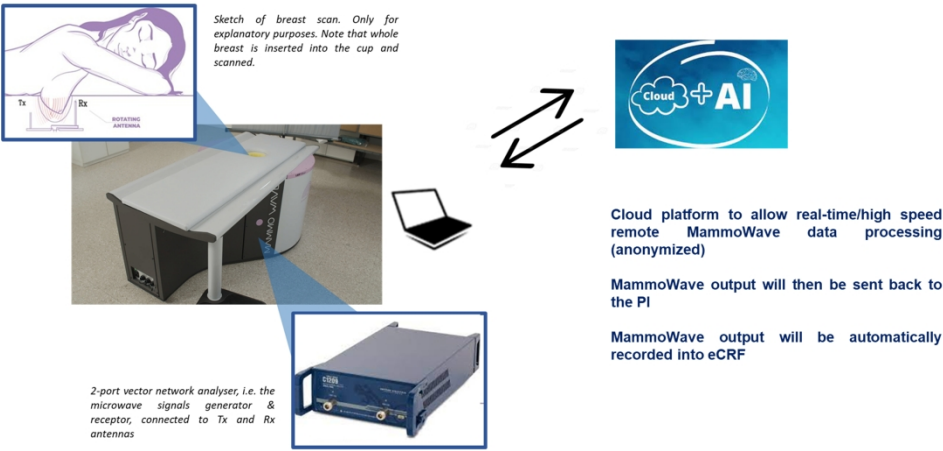 Sketch of breast scan. Only for
explanatory purposes. Note that whole
breast is inserted into the cup and
scanned.
Tx
Rx
ROTATING
ANTENNA
Cloud
+AI
MAMMO WAVE
Cloud platform to allow real-time/high speed
remote MammoWave data processing
(anonymized)
MammoWave output will then be sent back to
the PI
MammoWave output will be automatically
recorded into eCRF
2-port vector network analyser, i.e. the
microwave signals generator &
receptor, connected to Tx and Rx
antennas
C1209